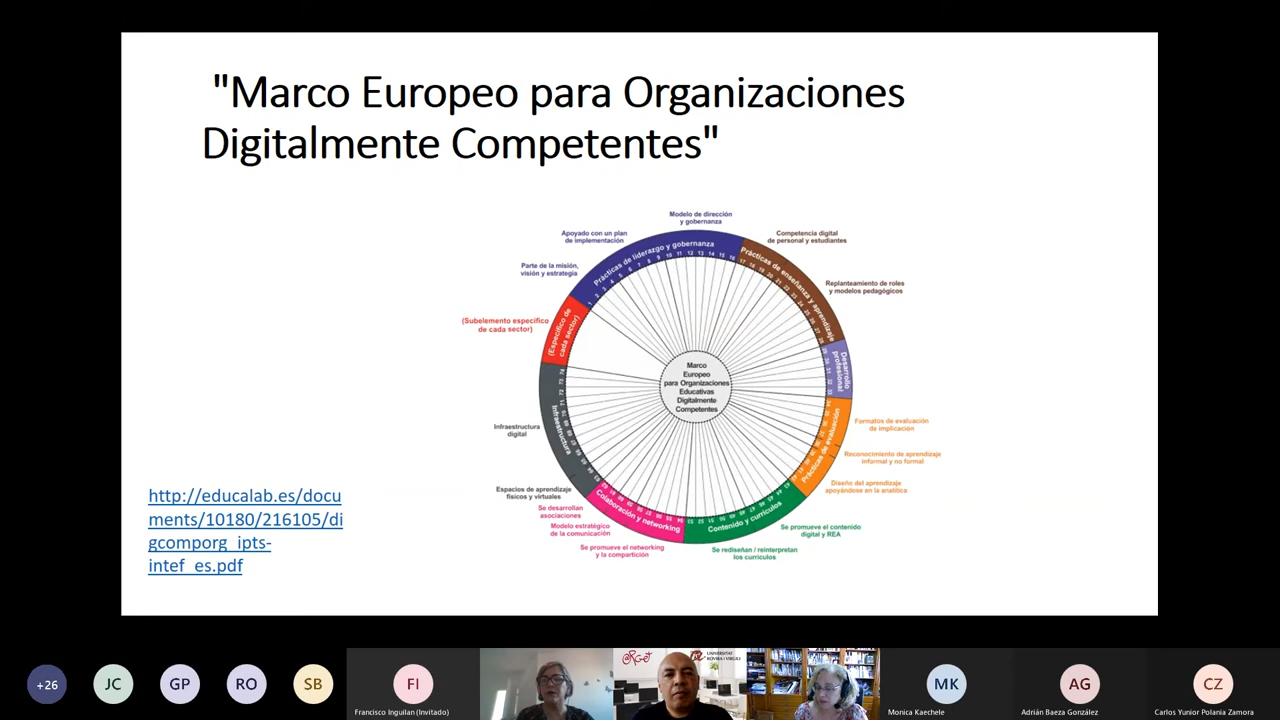 "Marco Europeo para Organizaciones
Digitalmente Competentes"
Modelo de dirección
y gobernanza
Apoyado con un plan
de implementación
Competencia digital
de personal y estudiantes
Parte de la misión,
visión y estrategia
Replanteamiento de roles
y modelos pedagógicos
(Subelemento específico
de cada sector)
Prácticas de liderazgo y gobernanza
Prácticas de enseñanza y aprendizaje
(Específico de
cada sector)
Desarrollo
profesional
Marco
Europeo
para Organizaciones
Educativas
Digitalmente
Competentes
Infraestructura
Prácticas de evaluación
Formatos de evaluación
de implicación
Infraestructura
digital
Reconocimiento de aprendizaje
informal y no formal
Diseño del aprendizaje
apoyándose en la analítica
Espacios de aprendizaje
físicos y virtuales
Colaboración y networking
Contenido y currículos
Se desarrollan
asociaciones
Modelo estratégico
de la comunicación
Se promueve el contenido
digital y REA
Se promueve el networking
y la compartición
Se rediseñan / reinterpretan
los currículos
http://educalab.es/docu
ments/10180/216105/di
gcomporg_ipts-
intef_es.pdf
+26
JC
GP
RO
SB
FI
Francisco Inguilan (Invitado)
@RGET
UNIVERSITAT
ROVIRA I VIRGILI
MK
Monica Kaechele
AG
Adrián Baeza González
CZ
Carlos Yunior Polania Zamora